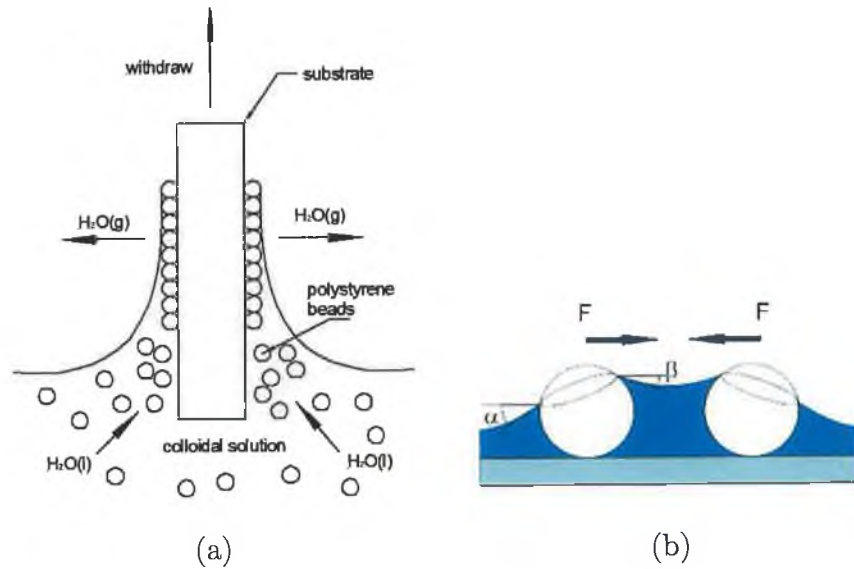 withdraw
substrate
H₂O(g)
H₂O(g)
polystyrene
beads
H₂O(l)
colloidal solution
H₂O(l)
(a)
F
F
β
α
(b)